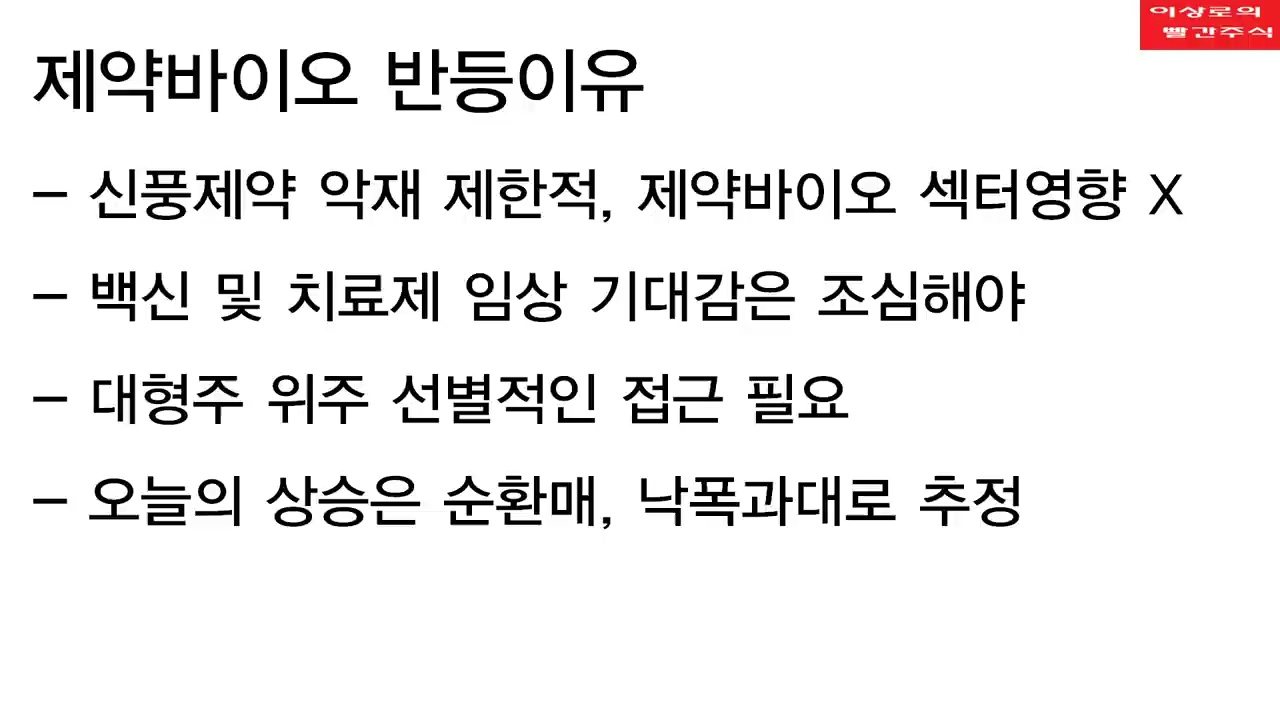 이상로의
빨간주식
제약바이오 반등이유
– 신풍제약 악재 제한적, 제약바이오 섹터영향 X
– 백신 및 치료제 임상 기대감은 조심해야
– 대형주 위주 선별적인 접근 필요
– 오늘의 상승은 순환매, 낙폭과대로 추정